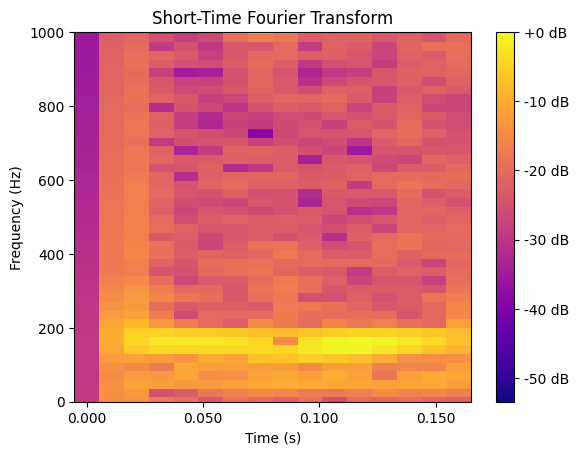 Short-Time Fourier Transform
1000
800
600
400
200
0
Frequency (Hz)
0.000
0.050
0.100
0.150
Time (s)
+0 dB
-10 dB
-20 dB
-30 dB
-40 dB
-50 dB